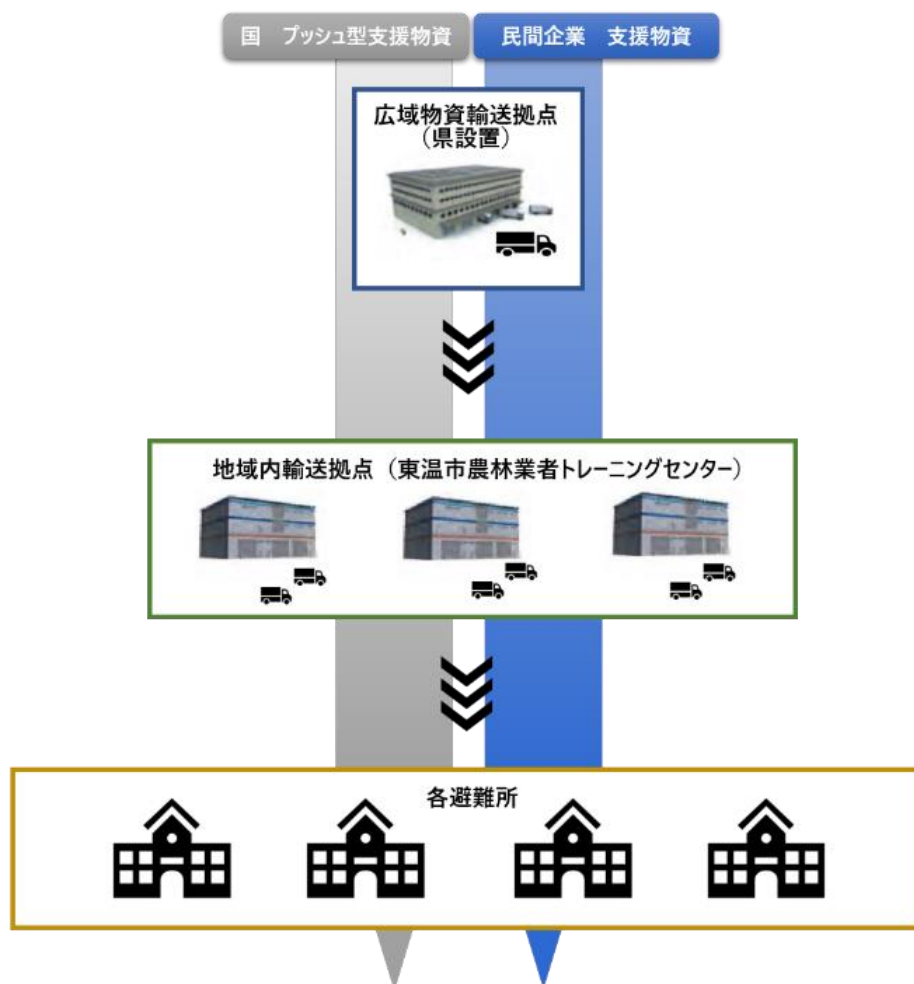 国　プッシュ型支援物資
民間企業　支援物資
広域物資輸送拠点
（県設置）
地域内輸送拠点（東温市農林業者トレーニングセンター）
各避難所